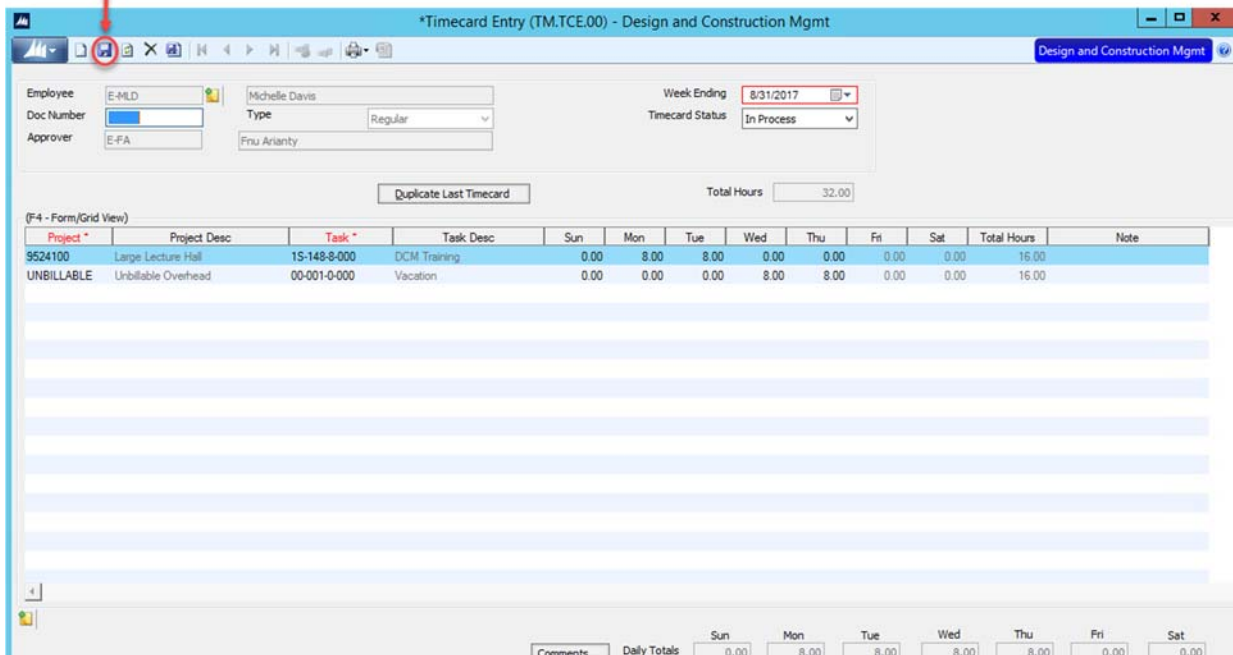 *Timecard Entry (TM.TCE.00) - Design and Construction Mgmt
Design and Construction Mgmt
Employee E-MLD Michelle Davis Week Ending 8/31/2017
Doc Number Type Regular Timecard Status In Process
Approver E-FA Fnu Arianty
Duplicate Last Timecard Total Hours 32.00
(F4 - Form/Grid View)
Project * Project Desc Task * Task Desc Sun Mon Tue Wed Thu Fri Sat Total Hours Note
9524100 Large Lecture Hall 1S-148-8-000 DCM Training 0.00 8.00 8.00 0.00 0.00 0.00 0.00 16.00
UNBILLABLE Unbillable Overhead 00-001-0-000 Vacation 0.00 0.00 0.00 8.00 8.00 0.00 0.00 16.00
Sun Mon Tue Wed Thu Fri Sat
Comments Daily Totals 0.00 8.00 8.00 8.00 8.00 0.00 0.00